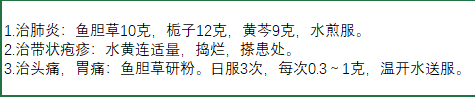 1.治肺炎：鱼胆草10克，栀子12克，黄芩9克，水煎服。
2.治带状疱疹：水黄连适量，捣烂，搽患处。
3.治头痛，胃痛：鱼胆草研粉。日服3次，每次0.3～1克，温开水送服。